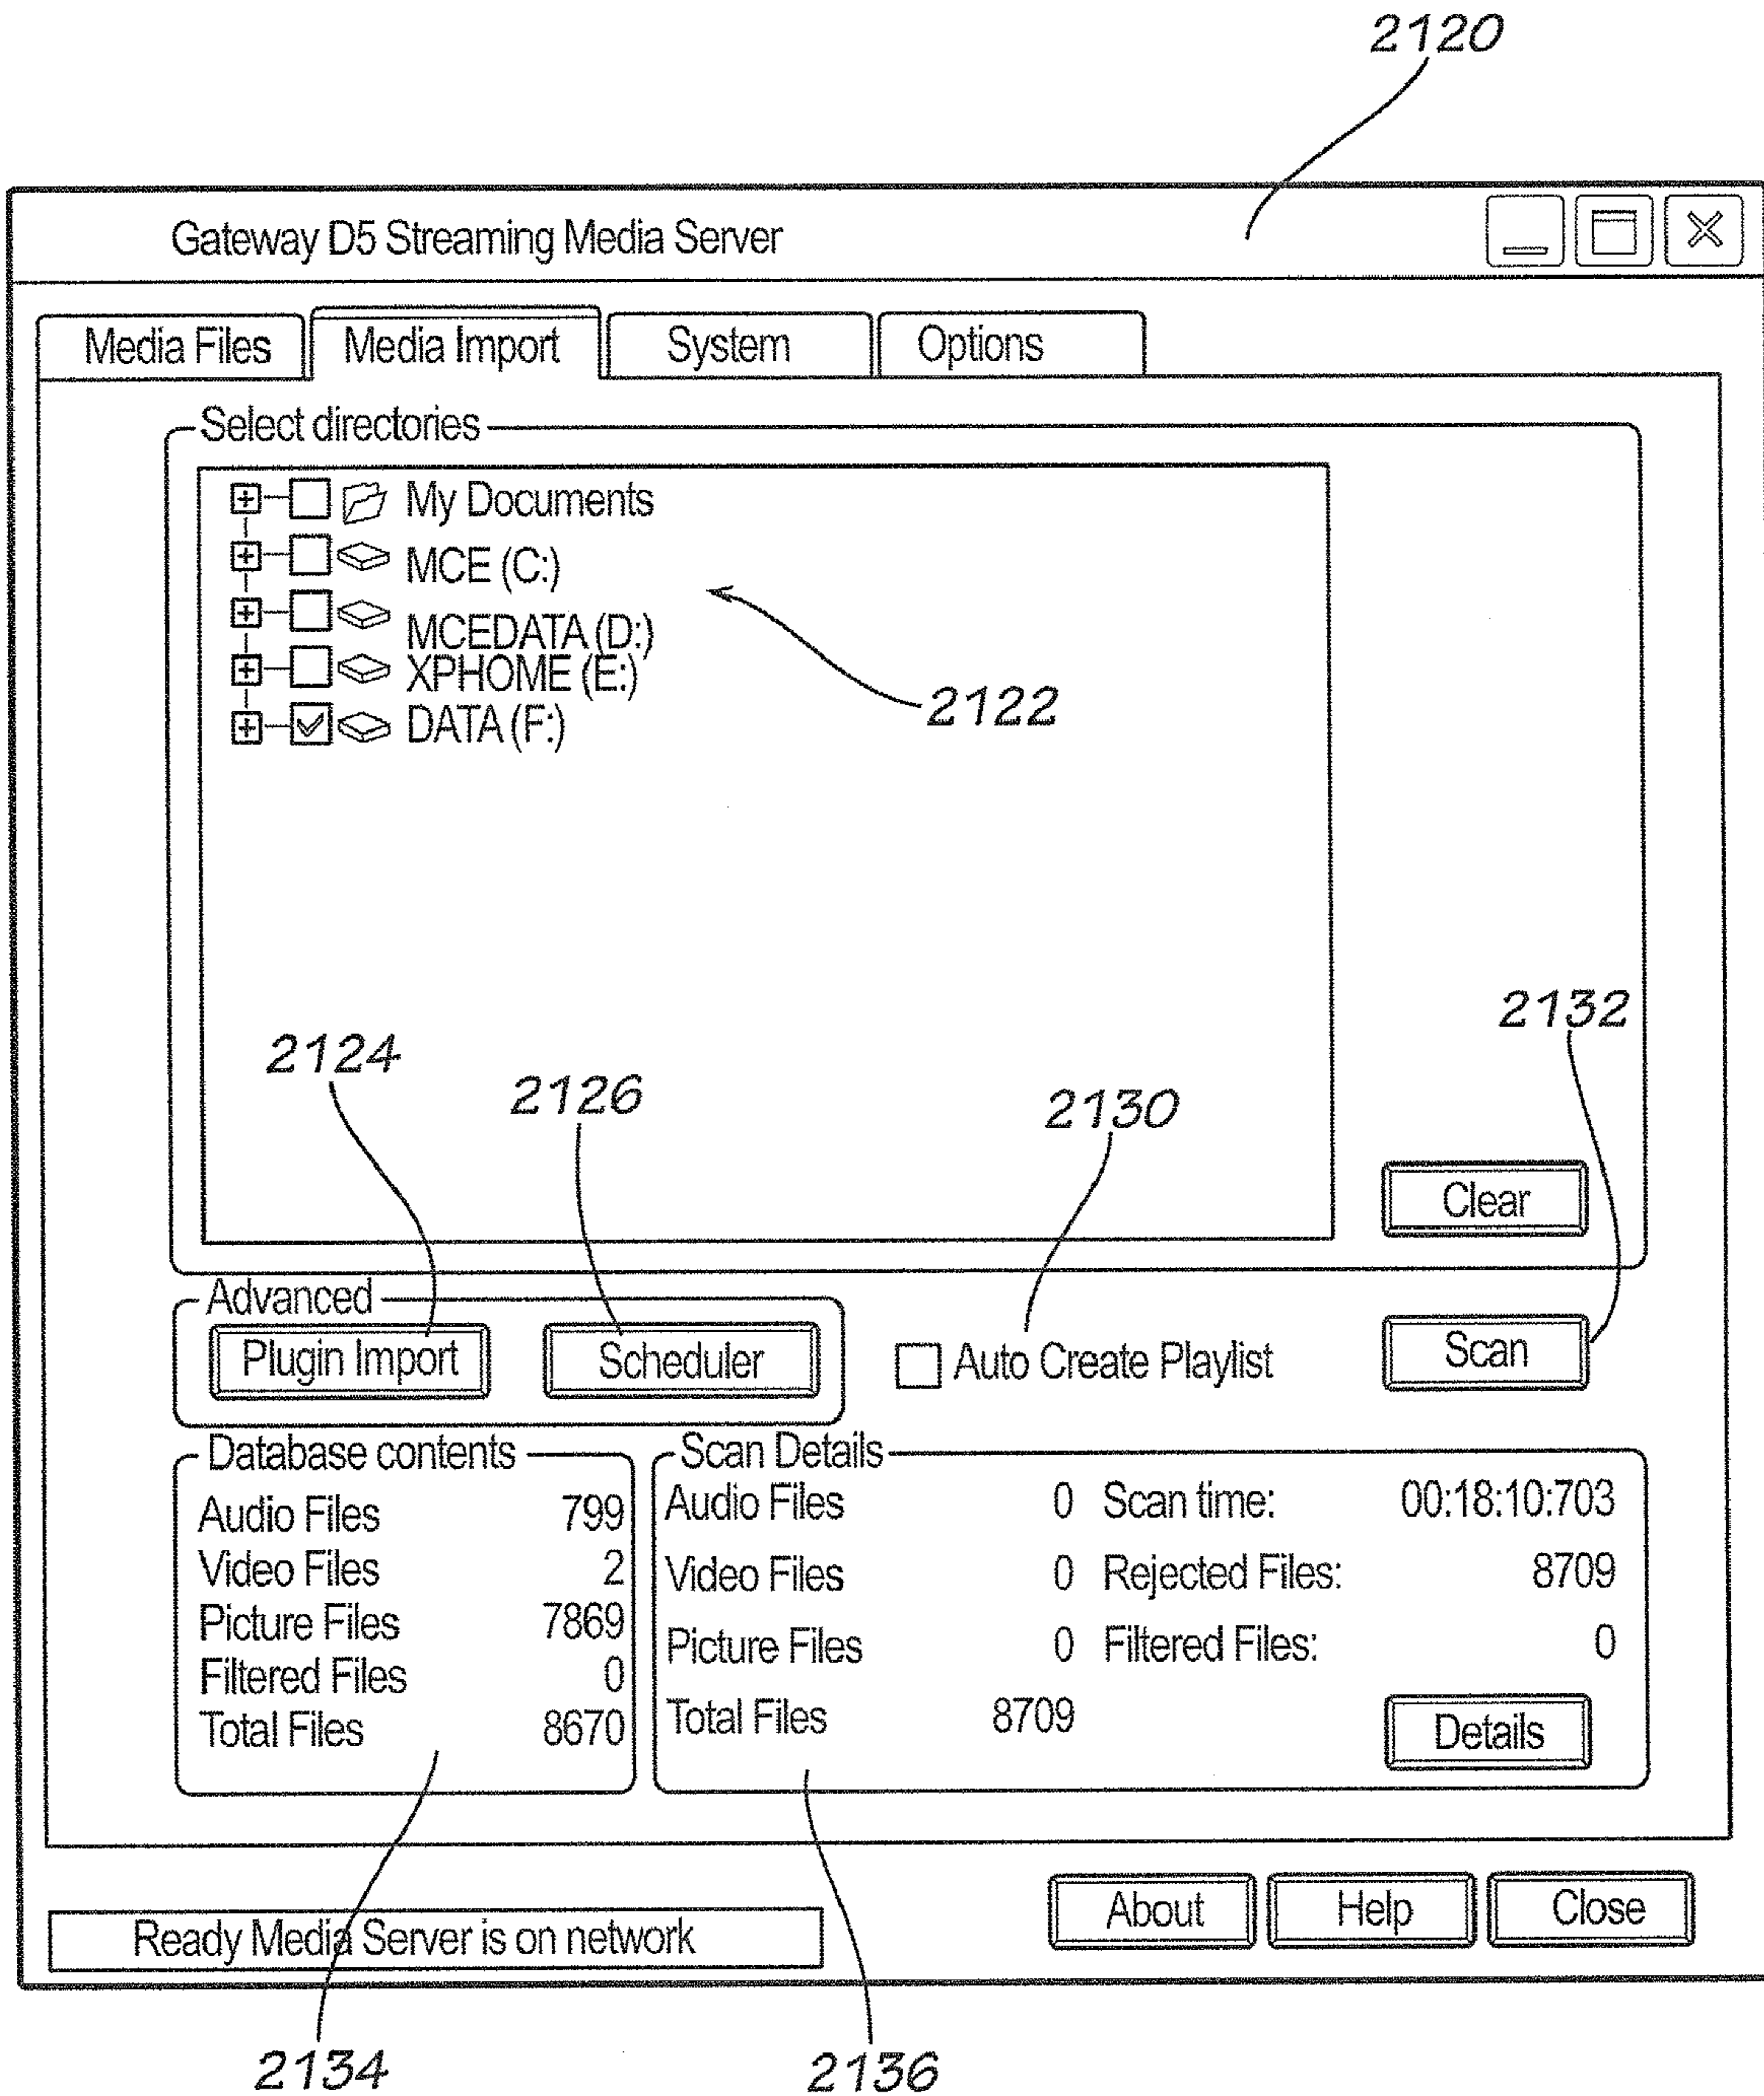 2120
Gateway D5 Streaming Media Server
Media Files Media Import System Options
Select directories
My Documents
MCE (C:)
MCEDATA (D:)
XPHOME (E:)
DATA (F:)
2122
2132
2124
2126
2130
Clear
Advanced
Plugin Import Scheduler Auto Create Playlist Scan
Database contents
Audio Files 799
Video Files 2
Picture Files 7869
Filtered Files 0
Total Files 8670
Scan Details
Audio Files 0 Scan time: 00:18:10:703
Video Files 0 Rejected Files: 8709
Picture Files 0 Filtered Files: 0
Total Files 8709 Details
Ready Media Server is on network
About Help Close
2134
2136